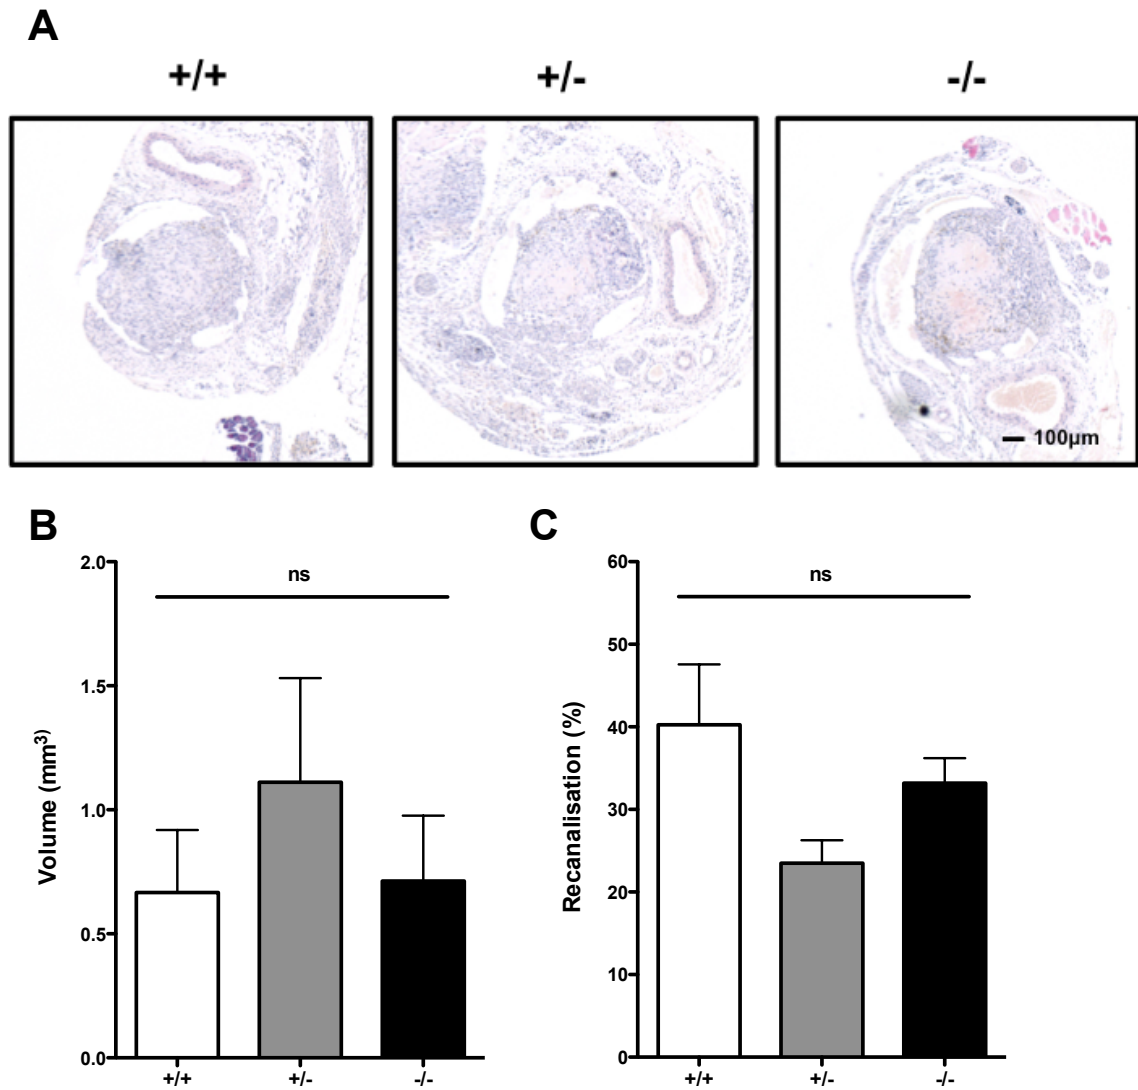 A
+/+ +/- -/-
100µm
B
2.0
1.5
1.0
0.5
0.0
Volume (mm³)
ns
+/+ +/- -/-
C
60
50
40
30
20
10
0
Recanalisation (%)
ns
+/+ +/- -/-